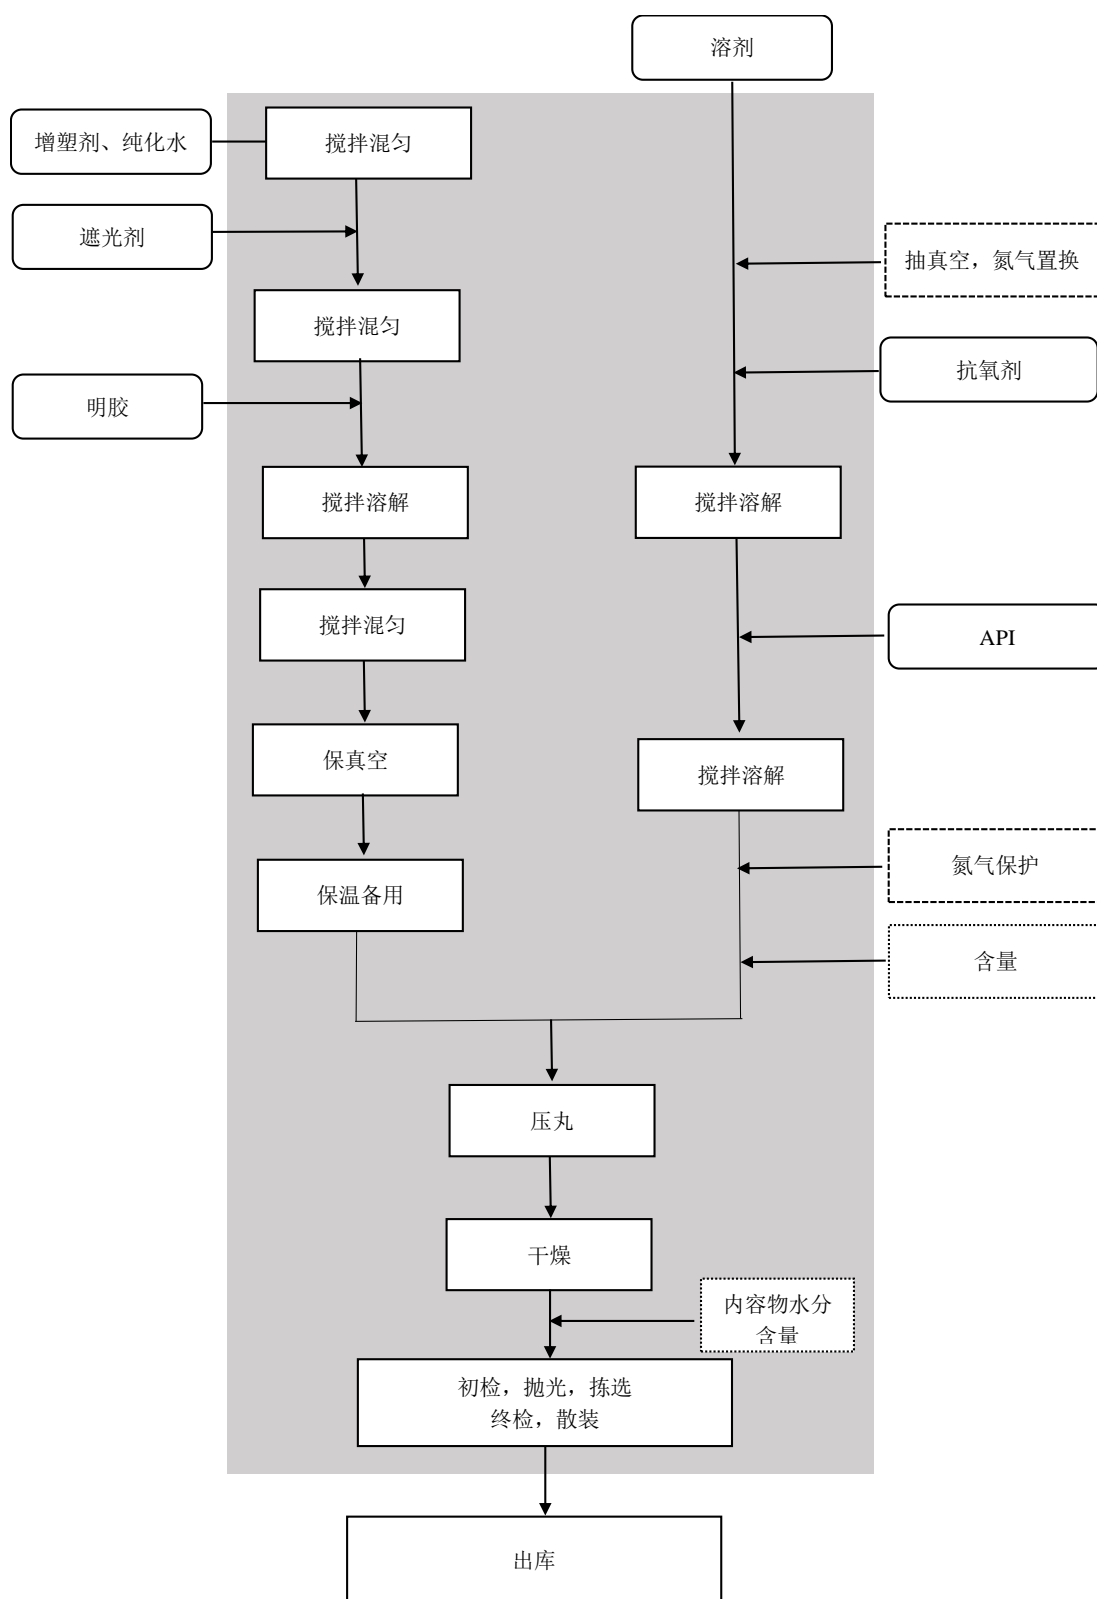 溶剂
增塑剂、纯化水
搅拌混匀
遮光剂
抽真空，氮气置换
搅拌混匀
抗氧剂
明胶
搅拌溶解
搅拌溶解
搅拌混匀
API
保真空
搅拌溶解
氮气保护
保温备用
含量
压丸
干燥
内容物水分
含量
初检，抛光，拣选
终检，散装
出库